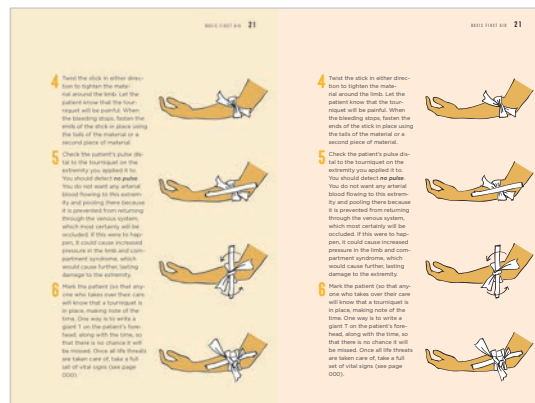 BASIC FIRST AID 21
4 Twist the stick in either direc-
tion to tighten the mate-
rial around the limb. Let the
patient know that the tour-
niquet will be painful. When
the bleeding stops, fasten the
ends of the stick in place using
the tails of the material or a
second piece of material.
5 Check the patient's pulse dis-
tal to the tourniquet on the
extremity you applied it to.
You should detect no pulse.
You do not want any arterial
blood flowing to this extrem-
ity and pooling there because
it is prevented from returning
through the venous system,
which most certainly will be
occluded. If this were to hap-
pen, it could cause increased
pressure in the limb and com-
partment syndrome, which
would cause further, lasting
damage to the extremity.
6 Mark the patient (so that any-
one who takes over their care
will know that a tourniquet is
in place, making note of the
time. One way is to write a
giant T on the patient's fore-
head, along with the time, so
that there is no chance it will
be missed. Once all life threats
are taken care of, take a full
set of vital signs (see page
000).
BASIC FIRST AID 21
4 Twist the stick in either direc-
tion to tighten the mate-
rial around the limb. Let the
patient know that the tour-
niquet will be painful. When
the bleeding stops, fasten the
ends of the stick in place using
the tails of the material or a
second piece of material.
5 Check the patient's pulse dis-
tal to the tourniquet on the
extremity you applied it to.
You should detect no pulse.
You do not want any arterial
blood flowing to this extrem-
ity and pooling there because
it is prevented from returning
through the venous system,
which most certainly will be
occluded. If this were to hap-
pen, it could cause increased
pressure in the limb and com-
partment syndrome, which
would cause further, lasting
damage to the extremity.
6 Mark the patient (so that any-
one who takes over their care
will know that a tourniquet is
in place, making note of the
time. One way is to write a
giant T on the patient's fore-
head, along with the time, so
that there is no chance it will
be missed. Once all life threats
are taken care of, take a full
set of vital signs (see page
000).